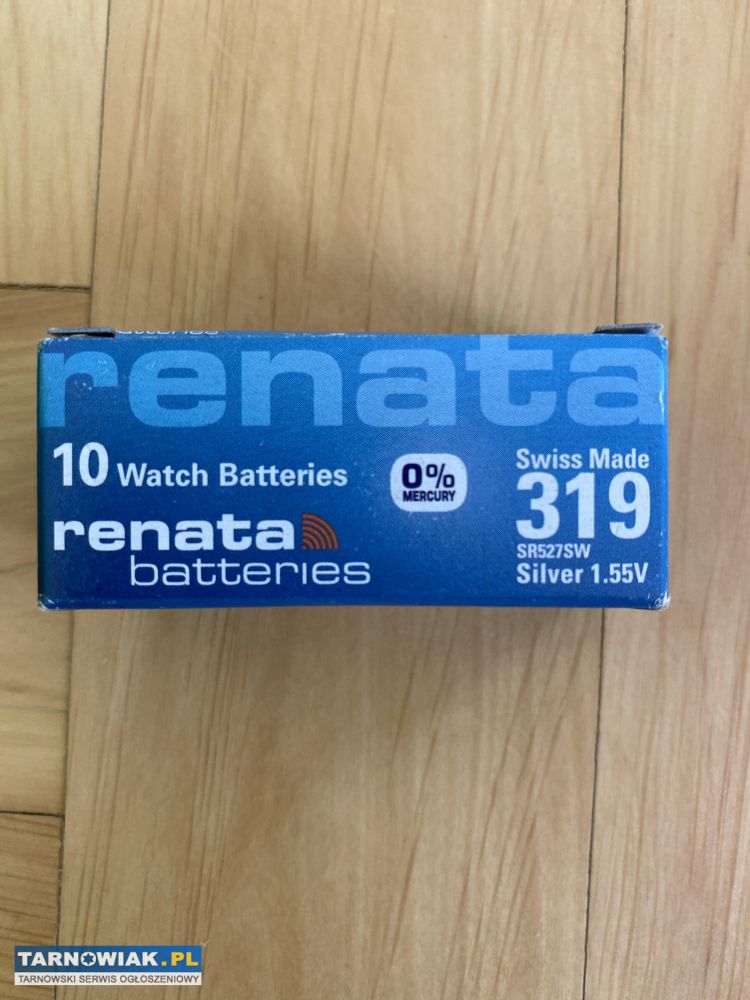 renata
10 Watch Batteries
0%
MERCURY
Swiss Made
319
SR527SW
Silver 1.55V
renata
batteries
TARNOWIAK.PL
TARNOWSKI SERWIS OGŁOSZENIOWY